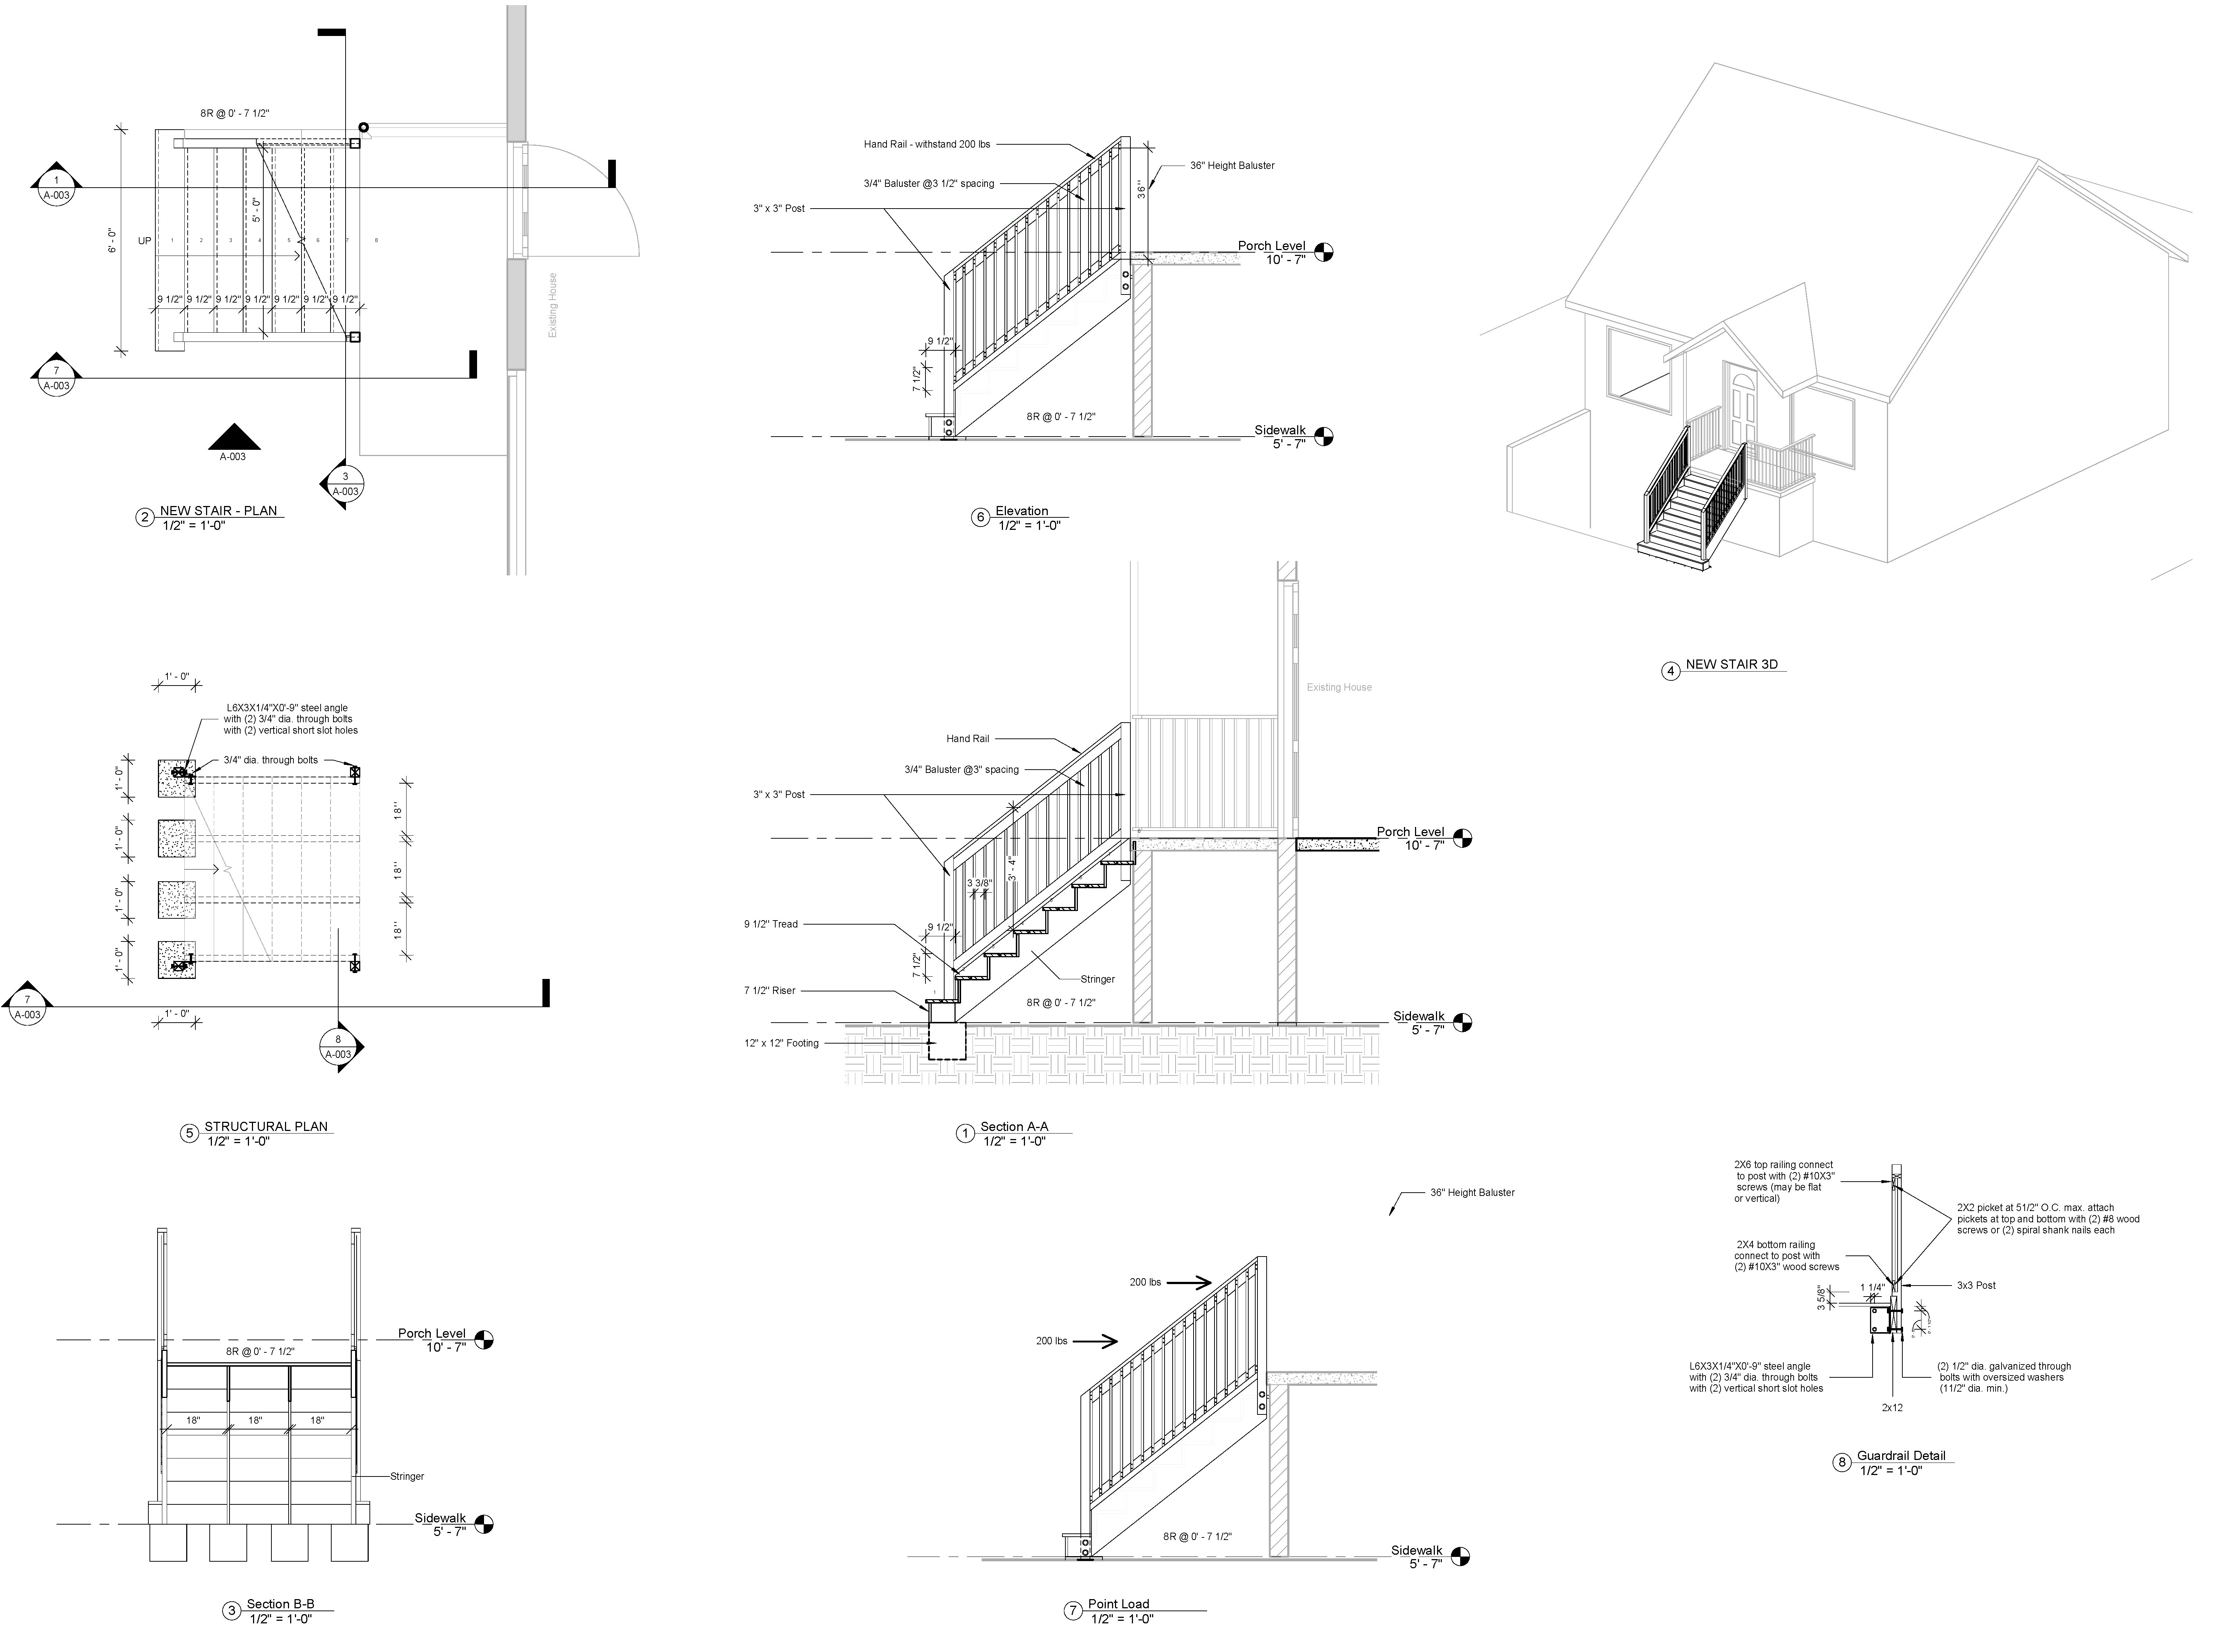 8R @ 0' - 7 1/2"
1
A-003
6' - 0"
5' - 0"
UP
1 2 3 4 5 6 7 8
9 1/2" 9 1/2" 9 1/2" 9 1/2" 9 1/2" 9 1/2" 9 1/2"
Existing House
7
A-003
A-003
3
A-003
2 NEW STAIR - PLAN
1/2" = 1'-0"
Hand Rail - withstand 200 lbs
36" Height Baluster
3/4" Baluster @3 1/2" spacing
36"
3" x 3" Post
Porch Level
10' - 7"
9 1/2"
7 1/2"
8R @ 0' - 7 1/2"
Sidewalk
5' - 7"
6 Elevation
1/2" = 1'-0"
4 NEW STAIR 3D
1' - 0"
L6X3X1/4"X0'-9" steel angle
with (2) 3/4" dia. through bolts
with (2) vertical short slot holes
3/4" dia. through bolts
1' - 0"
1' - 0"
1' - 0"
1' - 0"
18"
18"
18"
7
A-003
1' - 0"
8
A-003
5 STRUCTURAL PLAN
1/2" = 1'-0"
Existing House
Hand Rail
3/4" Baluster @3" spacing
3" x 3" Post
Porch Level
10' - 7"
3' - 4"
3 3/8"
9 1/2" Tread
9 1/2"
7 1/2"
Stringer
7 1/2" Riser
8R @ 0' - 7 1/2"
Sidewalk
5' - 7"
12" x 12" Footing
1 Section A-A
1/2" = 1'-0"
Porch Level
10' - 7"
8R @ 0' - 7 1/2"
18" 18" 18"
Stringer
Sidewalk
5' - 7"
3 Section B-B
1/2" = 1'-0"
36" Height Baluster
200 lbs
200 lbs
8R @ 0' - 7 1/2"
Sidewalk
5' - 7"
7 Point Load
1/2" = 1'-0"
2X6 top railing connect
to post with (2) #10X3"
screws (may be flat
or vertical)
2X2 picket at 51/2" O.C. max. attach
pickets at top and bottom with (2) #8 wood
screws or (2) spiral shank nails each
2X4 bottom railing
connect to post with
(2) #10X3" wood screws
3x3 Post
1 1/4"
3 5/8"
L6X3X1/4"X0'-9" steel angle
with (2) 3/4" dia. through bolts
with (2) vertical short slot holes
(2) 1/2" dia. galvanized through
bolts with oversized washers
(11/2" dia. min.)
2x12
8 Guardrail Detail
1/2" = 1'-0"